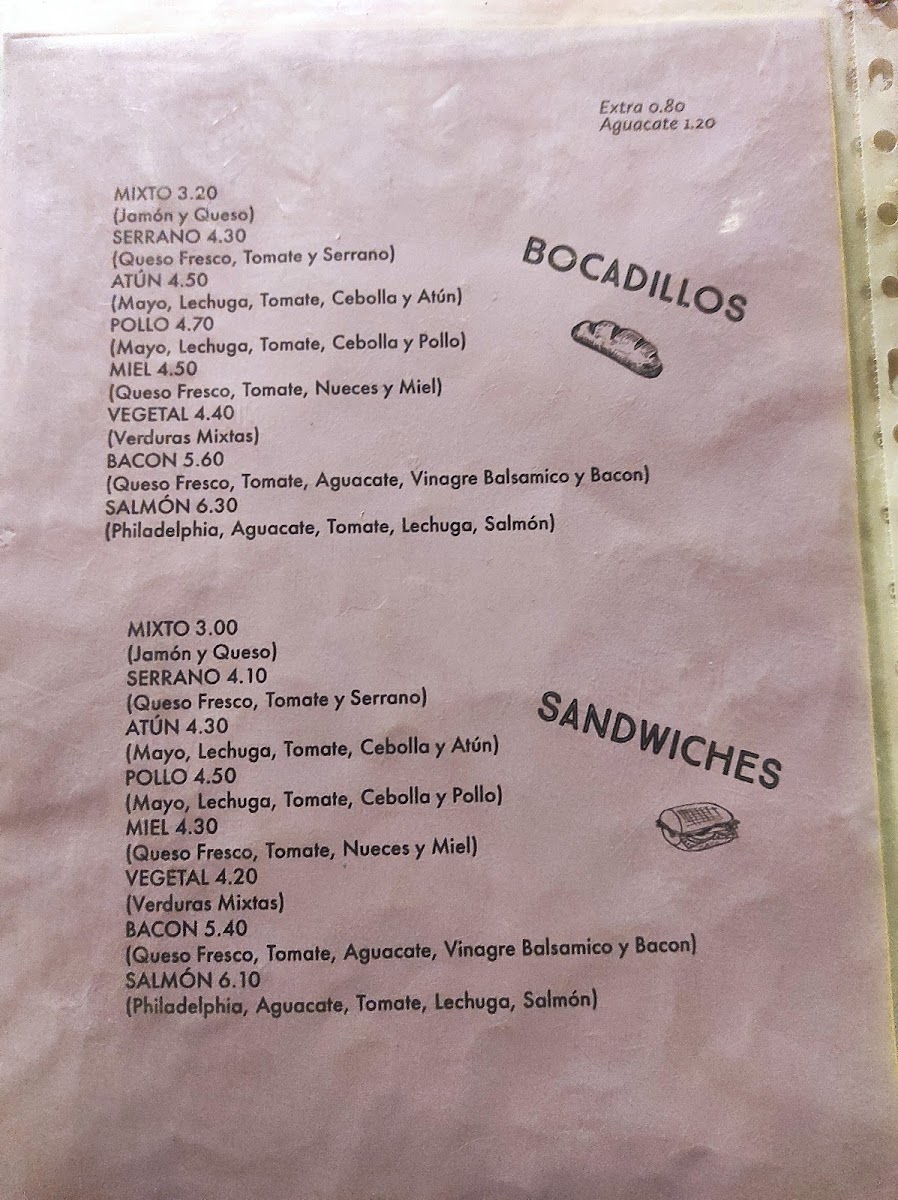 Extra 0.80
Aguacate 1.20
MIXTO 3.20
(Jamón y Queso)
SERRANO 4.30
(Queso Fresco, Tomate y Serrano)
ATÚN 4.50
(Mayo, Lechuga, Tomate, Cebolla y Atún)
POLLO 4.70
(Mayo, Lechuga, Tomate, Cebolla y Pollo)
MIEL 4.50
(Queso Fresco, Tomate, Nueces y Miel)
VEGETAL 4.40
(Verduras Mixtas)
BACON 5.60
(Queso Fresco, Tomate, Aguacate, Vinagre Balsamico y Bacon)
SALMÓN 6.30
(Philadelphia, Aguacate, Tomate, Lechuga, Salmón)
BOCADILLOS
MIXTO 3.00
(Jamón y Queso)
SERRANO 4.10
(Queso Fresco, Tomate y Serrano)
ATÚN 4.30
(Mayo, Lechuga, Tomate, Cebolla y Atún)
POLLO 4.50
(Mayo, Lechuga, Tomate, Cebolla y Pollo)
MIEL 4.30
(Queso Fresco, Tomate, Nueces y Miel)
VEGETAL 4.20
(Verduras Mixtas)
BACON 5.40
(Queso Fresco, Tomate, Aguacate, Vinagre Balsamico y Bacon)
SALMÓN 6.10
(Philadelphia, Aguacate, Tomate, Lechuga, Salmón)
SANDWICHES